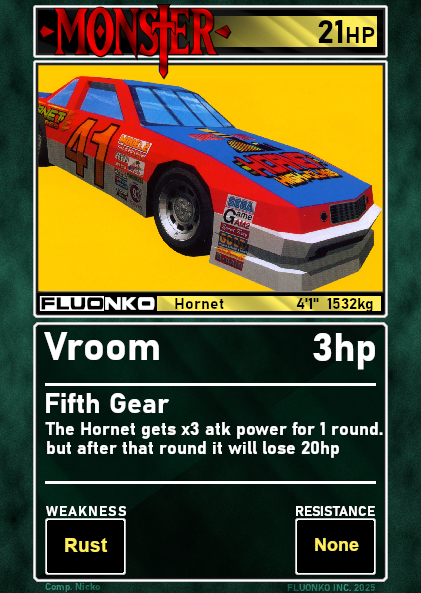 MONSTER
21HP
41
HORNET
SEGA
Game
FLUONKO
Hornet
4'1" 1532kg
Vroom
3hp
Fifth Gear
The Hornet gets x3 atk power for 1 round.
but after that round it will lose 20hp
WEAKNESS
RESISTANCE
Rust
None
Comp. Nicko
FLUONKO INC. 2025